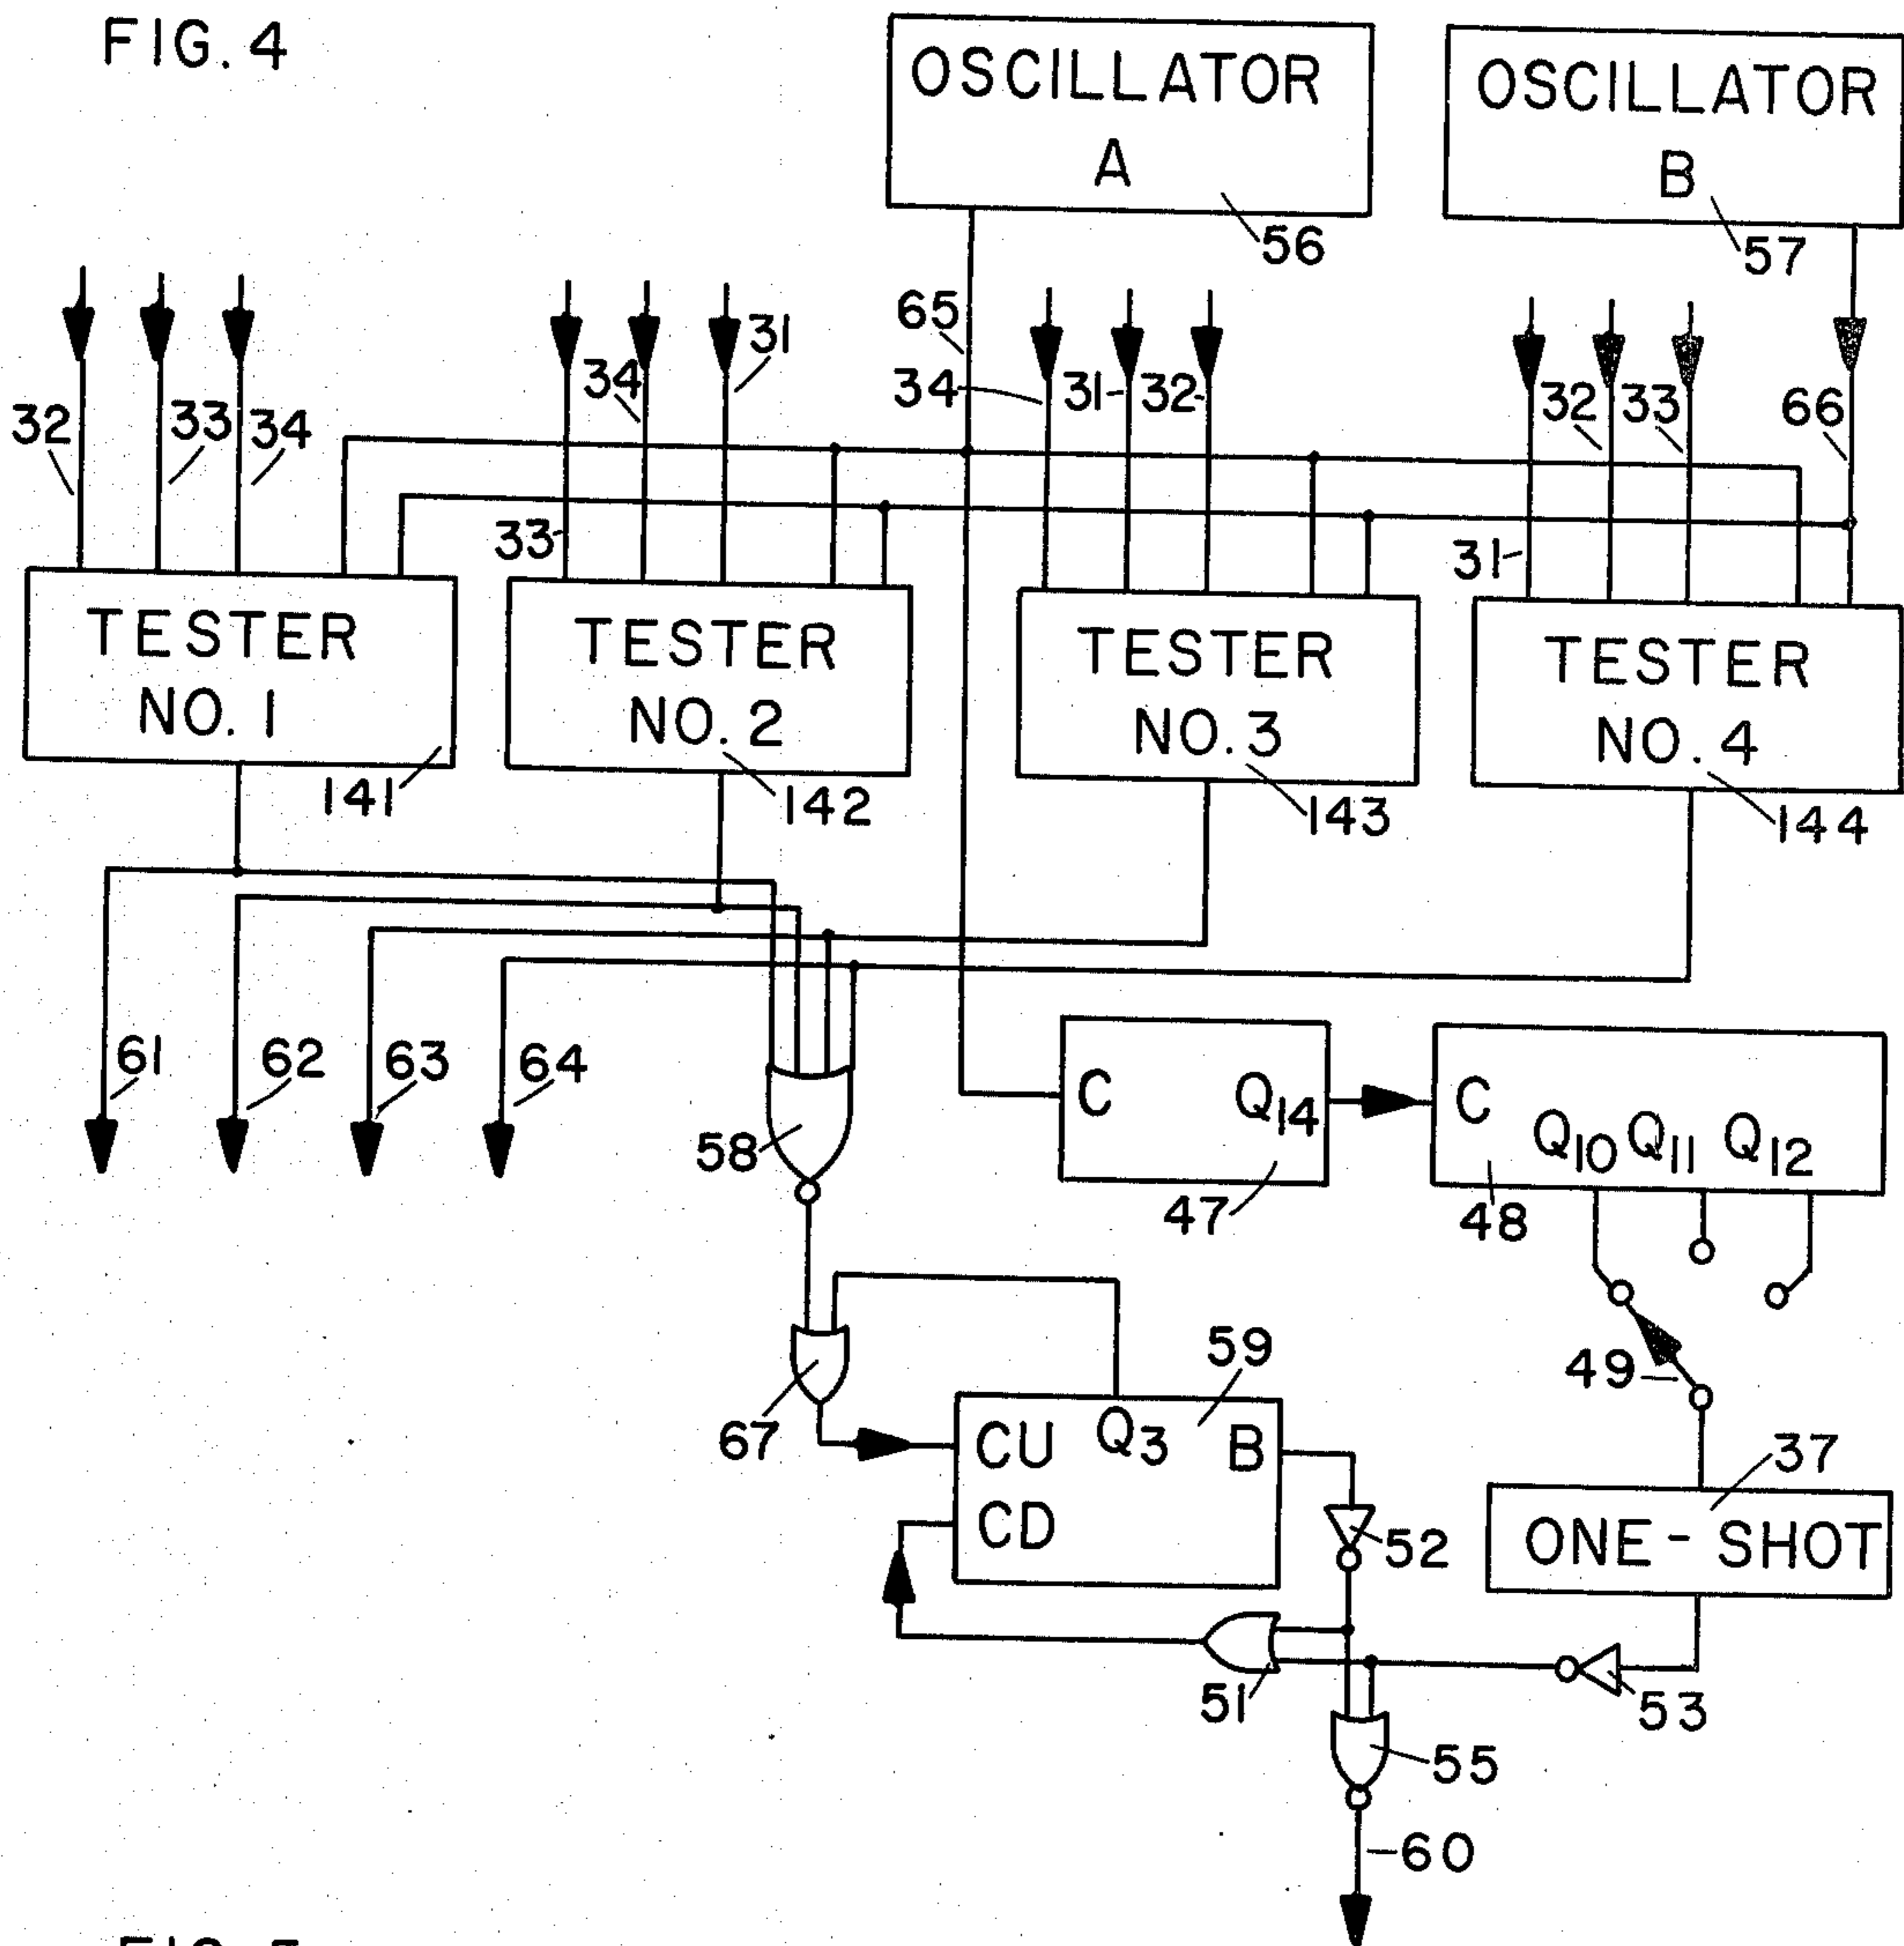 FIG. 4
OSCILLATOR
A
56
OSCILLATOR
B
57
32
33
34
33
34
31
65
34
31
32
31
32
33
66
TESTER
NO. 1
141
TESTER
NO. 2
142
TESTER
NO. 3
143
TESTER
NO. 4
144
61
62
63
64
58
C Q14
47
C Q10 Q11 Q12
48
49
67
59
CU Q3 B
CD
52
37
ONE-SHOT
51
53
55
60